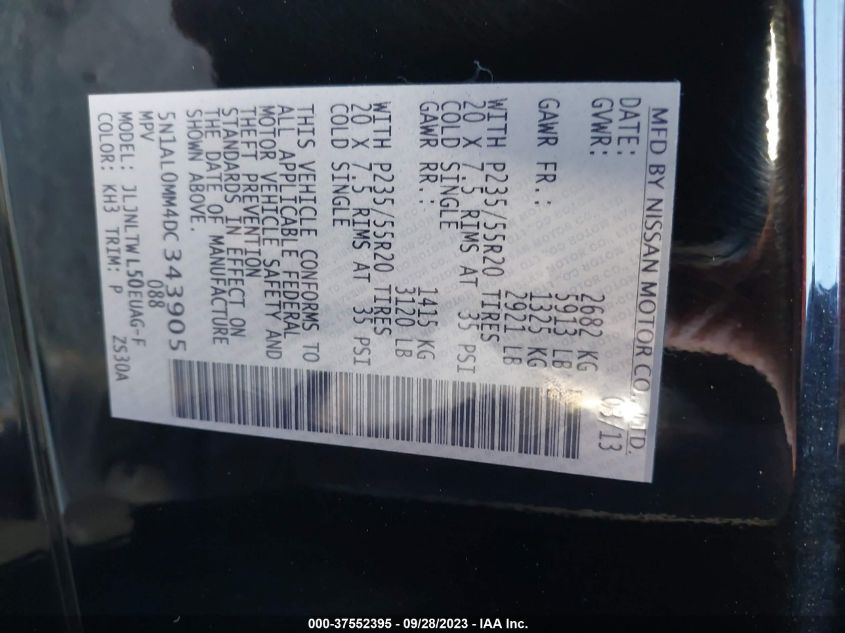 MFD BY NISSAN MOTOR CO., LTD.
DATE: 03/13
GVWR: 2682 KG
5913 LB
GAWR FR.: 1325 KG
2921 LB
WITH P235/55R20 TIRES
20 X 7.5 RIMS AT 35 PSI
COLD SINGLE
GAWR RR.: 1415 KG
3120 LB
WITH P235/55R20 TIRES
20 X 7.5 RIMS AT 35 PSI
COLD SINGLE
THIS VEHICLE CONFORMS TO
ALL APPLICABLE FEDERAL
MOTOR VEHICLE SAFETY AND
THEFT PREVENTION
STANDARDS IN EFFECT ON
THE DATE OF MANUFACTURE
SHOWN ABOVE.
5N1AL0MM4DC343905
MPV 088
MODEL: JLJNLTWL50EUAG-F
COLOR: KH3 TRIM: P ZS30A
000-37552395 - 09/28/2023 - IAA Inc.